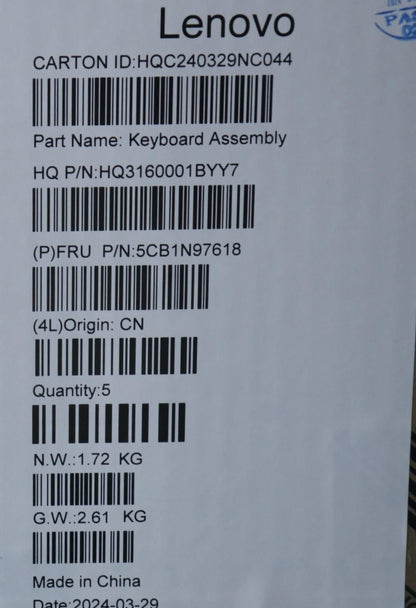 Lenovo
CARTON ID:HQC240329NC044
Part Name: Keyboard Assembly
HQ P/N:HQ3160001BYY7
(P)FRU P/N:5CB1N97618
(4L)Origin: CN
Quantity:5
N.W.:1.72 KG
G.W.:2.61 KG
Made in China
Date:2024-03-29